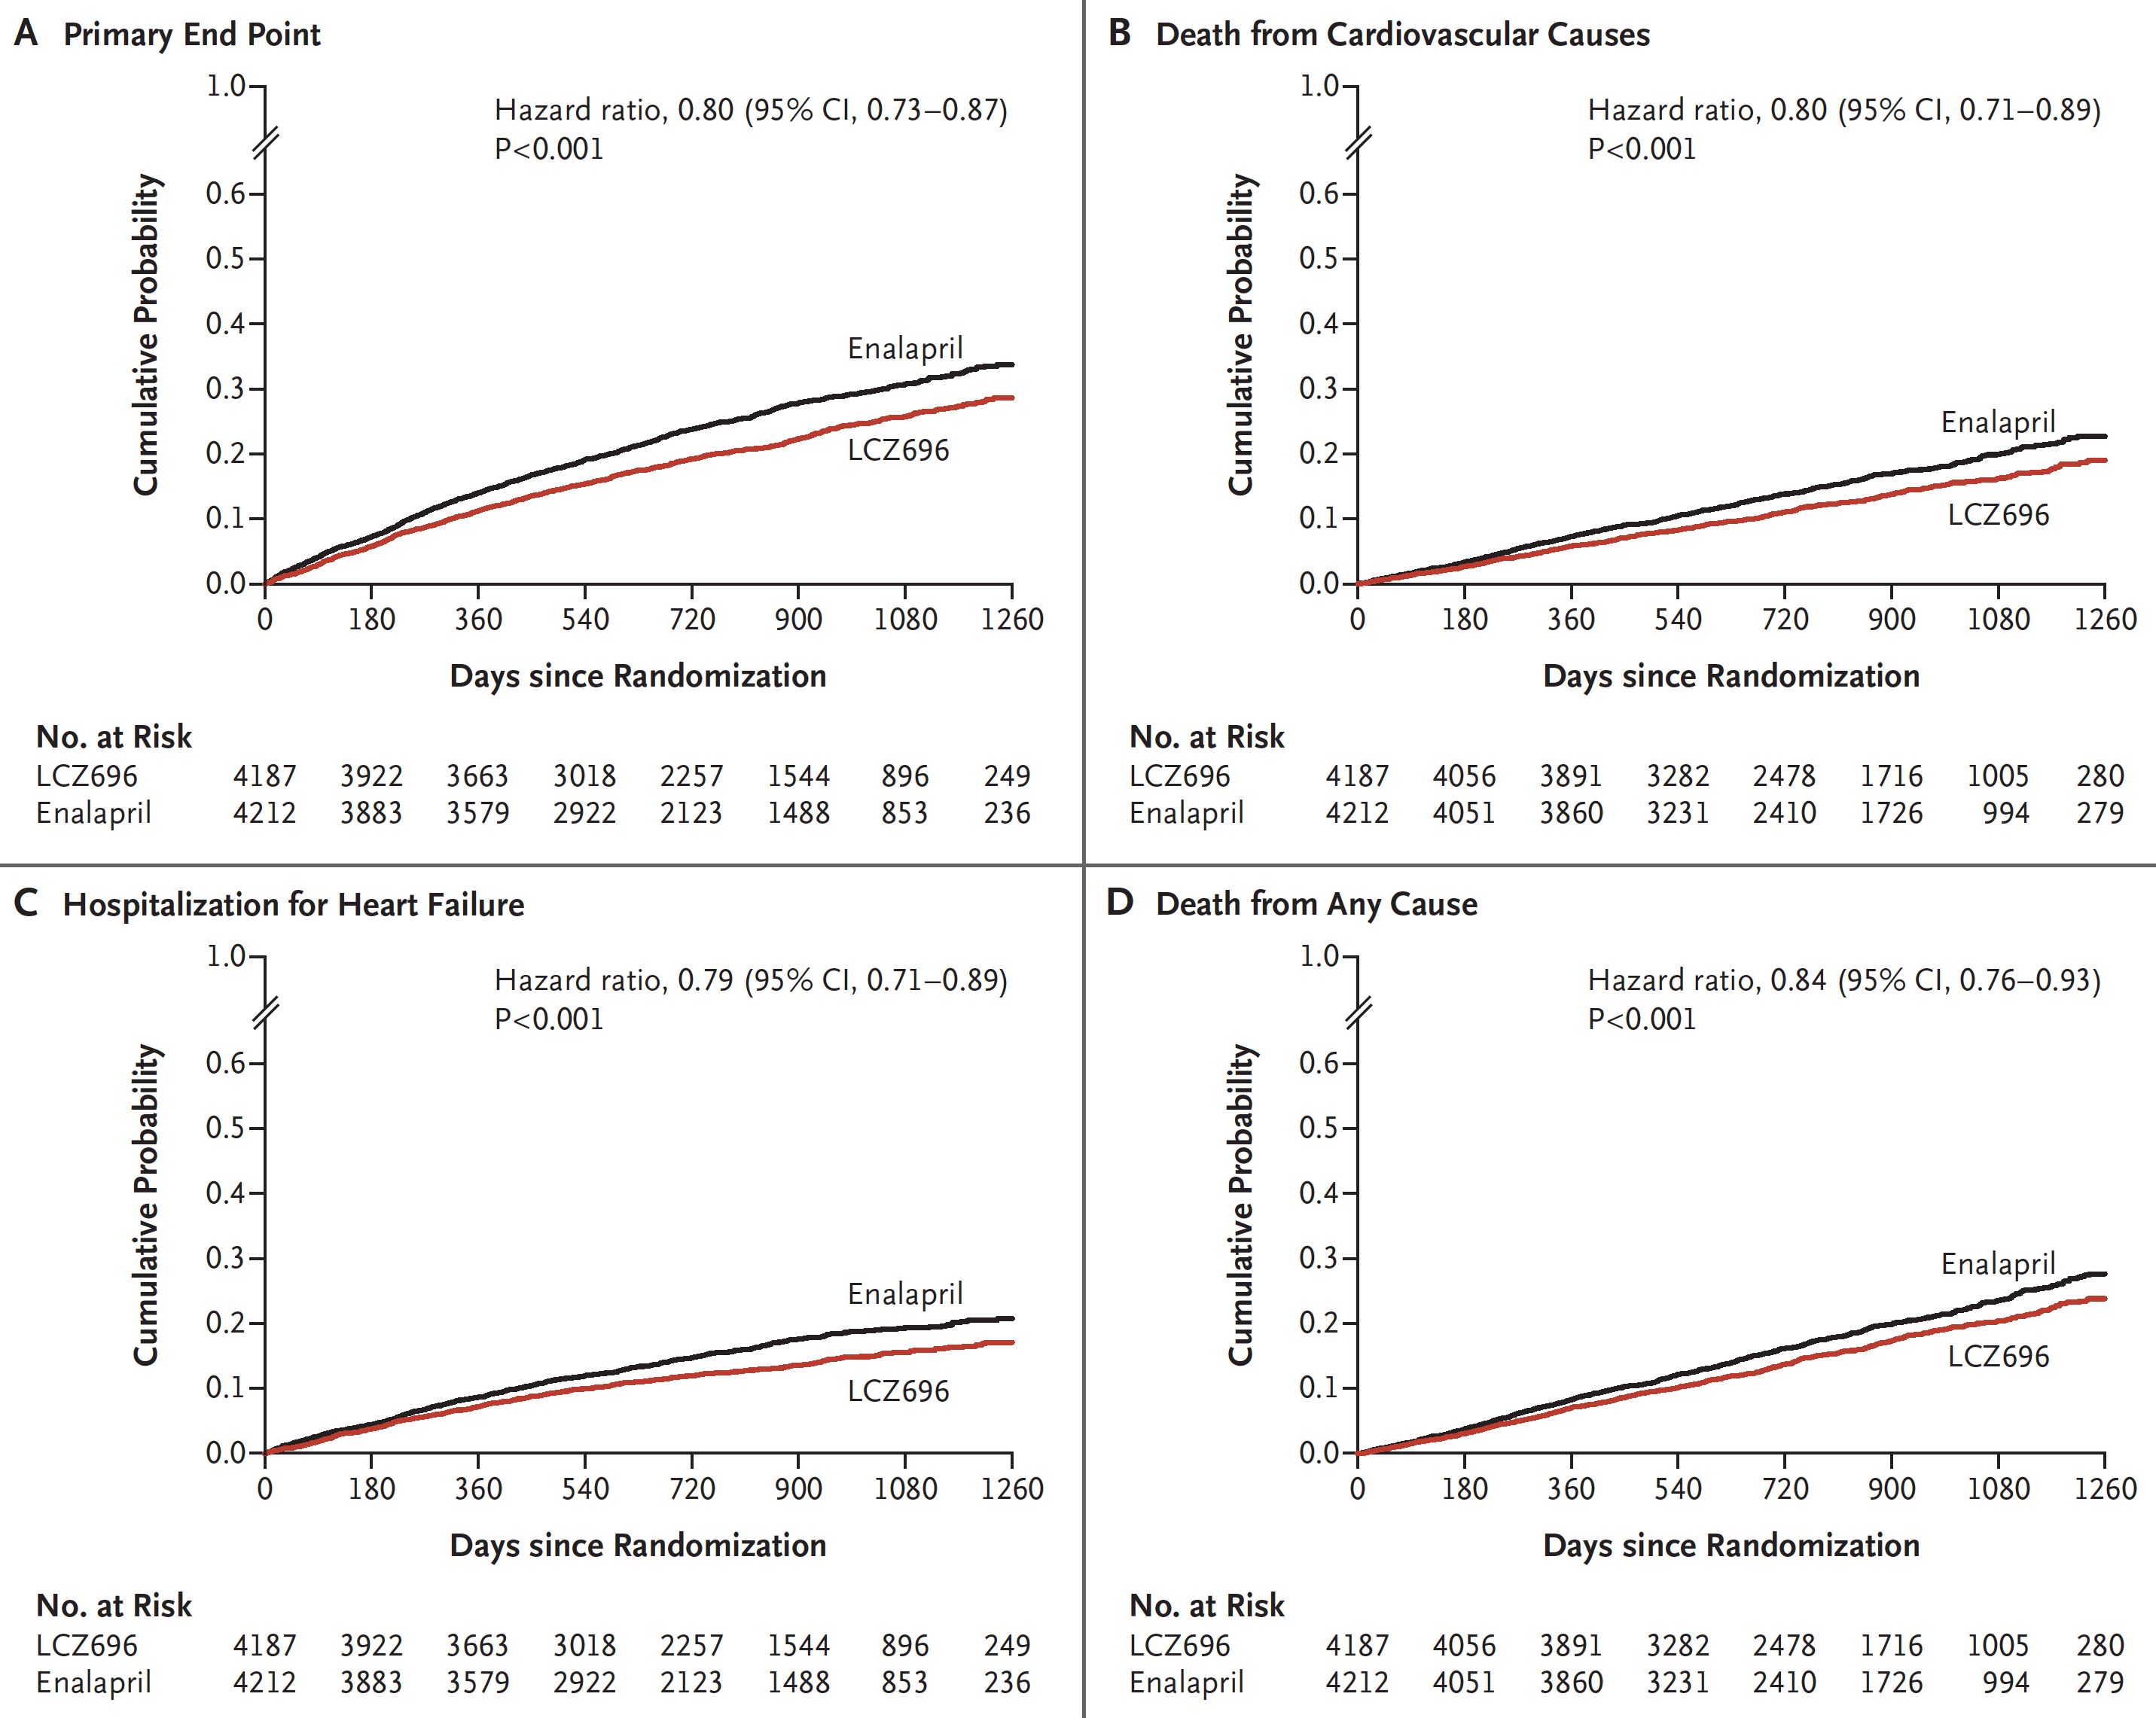 A Primary End Point
1.0
0.6
0.5
0.4
0.3
0.2
0.1
0.0
Cumulative Probability
Hazard ratio, 0.80 (95% CI, 0.73–0.87)
P<0.001
Enalapril
LCZ696
0 180 360 540 720 900 1080 1260
Days since Randomization
No. at Risk
LCZ696 4187 3922 3663 3018 2257 1544 896 249
Enalapril 4212 3883 3579 2922 2123 1488 853 236
B Death from Cardiovascular Causes
1.0
0.6
0.5
0.4
0.3
0.2
0.1
0.0
Cumulative Probability
Hazard ratio, 0.80 (95% CI, 0.71–0.89)
P<0.001
Enalapril
LCZ696
0 180 360 540 720 900 1080 1260
Days since Randomization
No. at Risk
LCZ696 4187 4056 3891 3282 2478 1716 1005 280
Enalapril 4212 4051 3860 3231 2410 1726 994 279
C Hospitalization for Heart Failure
1.0
0.6
0.5
0.4
0.3
0.2
0.1
0.0
Cumulative Probability
Hazard ratio, 0.79 (95% CI, 0.71–0.89)
P<0.001
Enalapril
LCZ696
0 180 360 540 720 900 1080 1260
Days since Randomization
No. at Risk
LCZ696 4187 3922 3663 3018 2257 1544 896 249
Enalapril 4212 3883 3579 2922 2123 1488 853 236
D Death from Any Cause
1.0
0.6
0.5
0.4
0.3
0.2
0.1
0.0
Cumulative Probability
Hazard ratio, 0.84 (95% CI, 0.76–0.93)
P<0.001
Enalapril
LCZ696
0 180 360 540 720 900 1080 1260
Days since Randomization
No. at Risk
LCZ696 4187 4056 3891 3282 2478 1716 1005 280
Enalapril 4212 4051 3860 3231 2410 1726 994 279